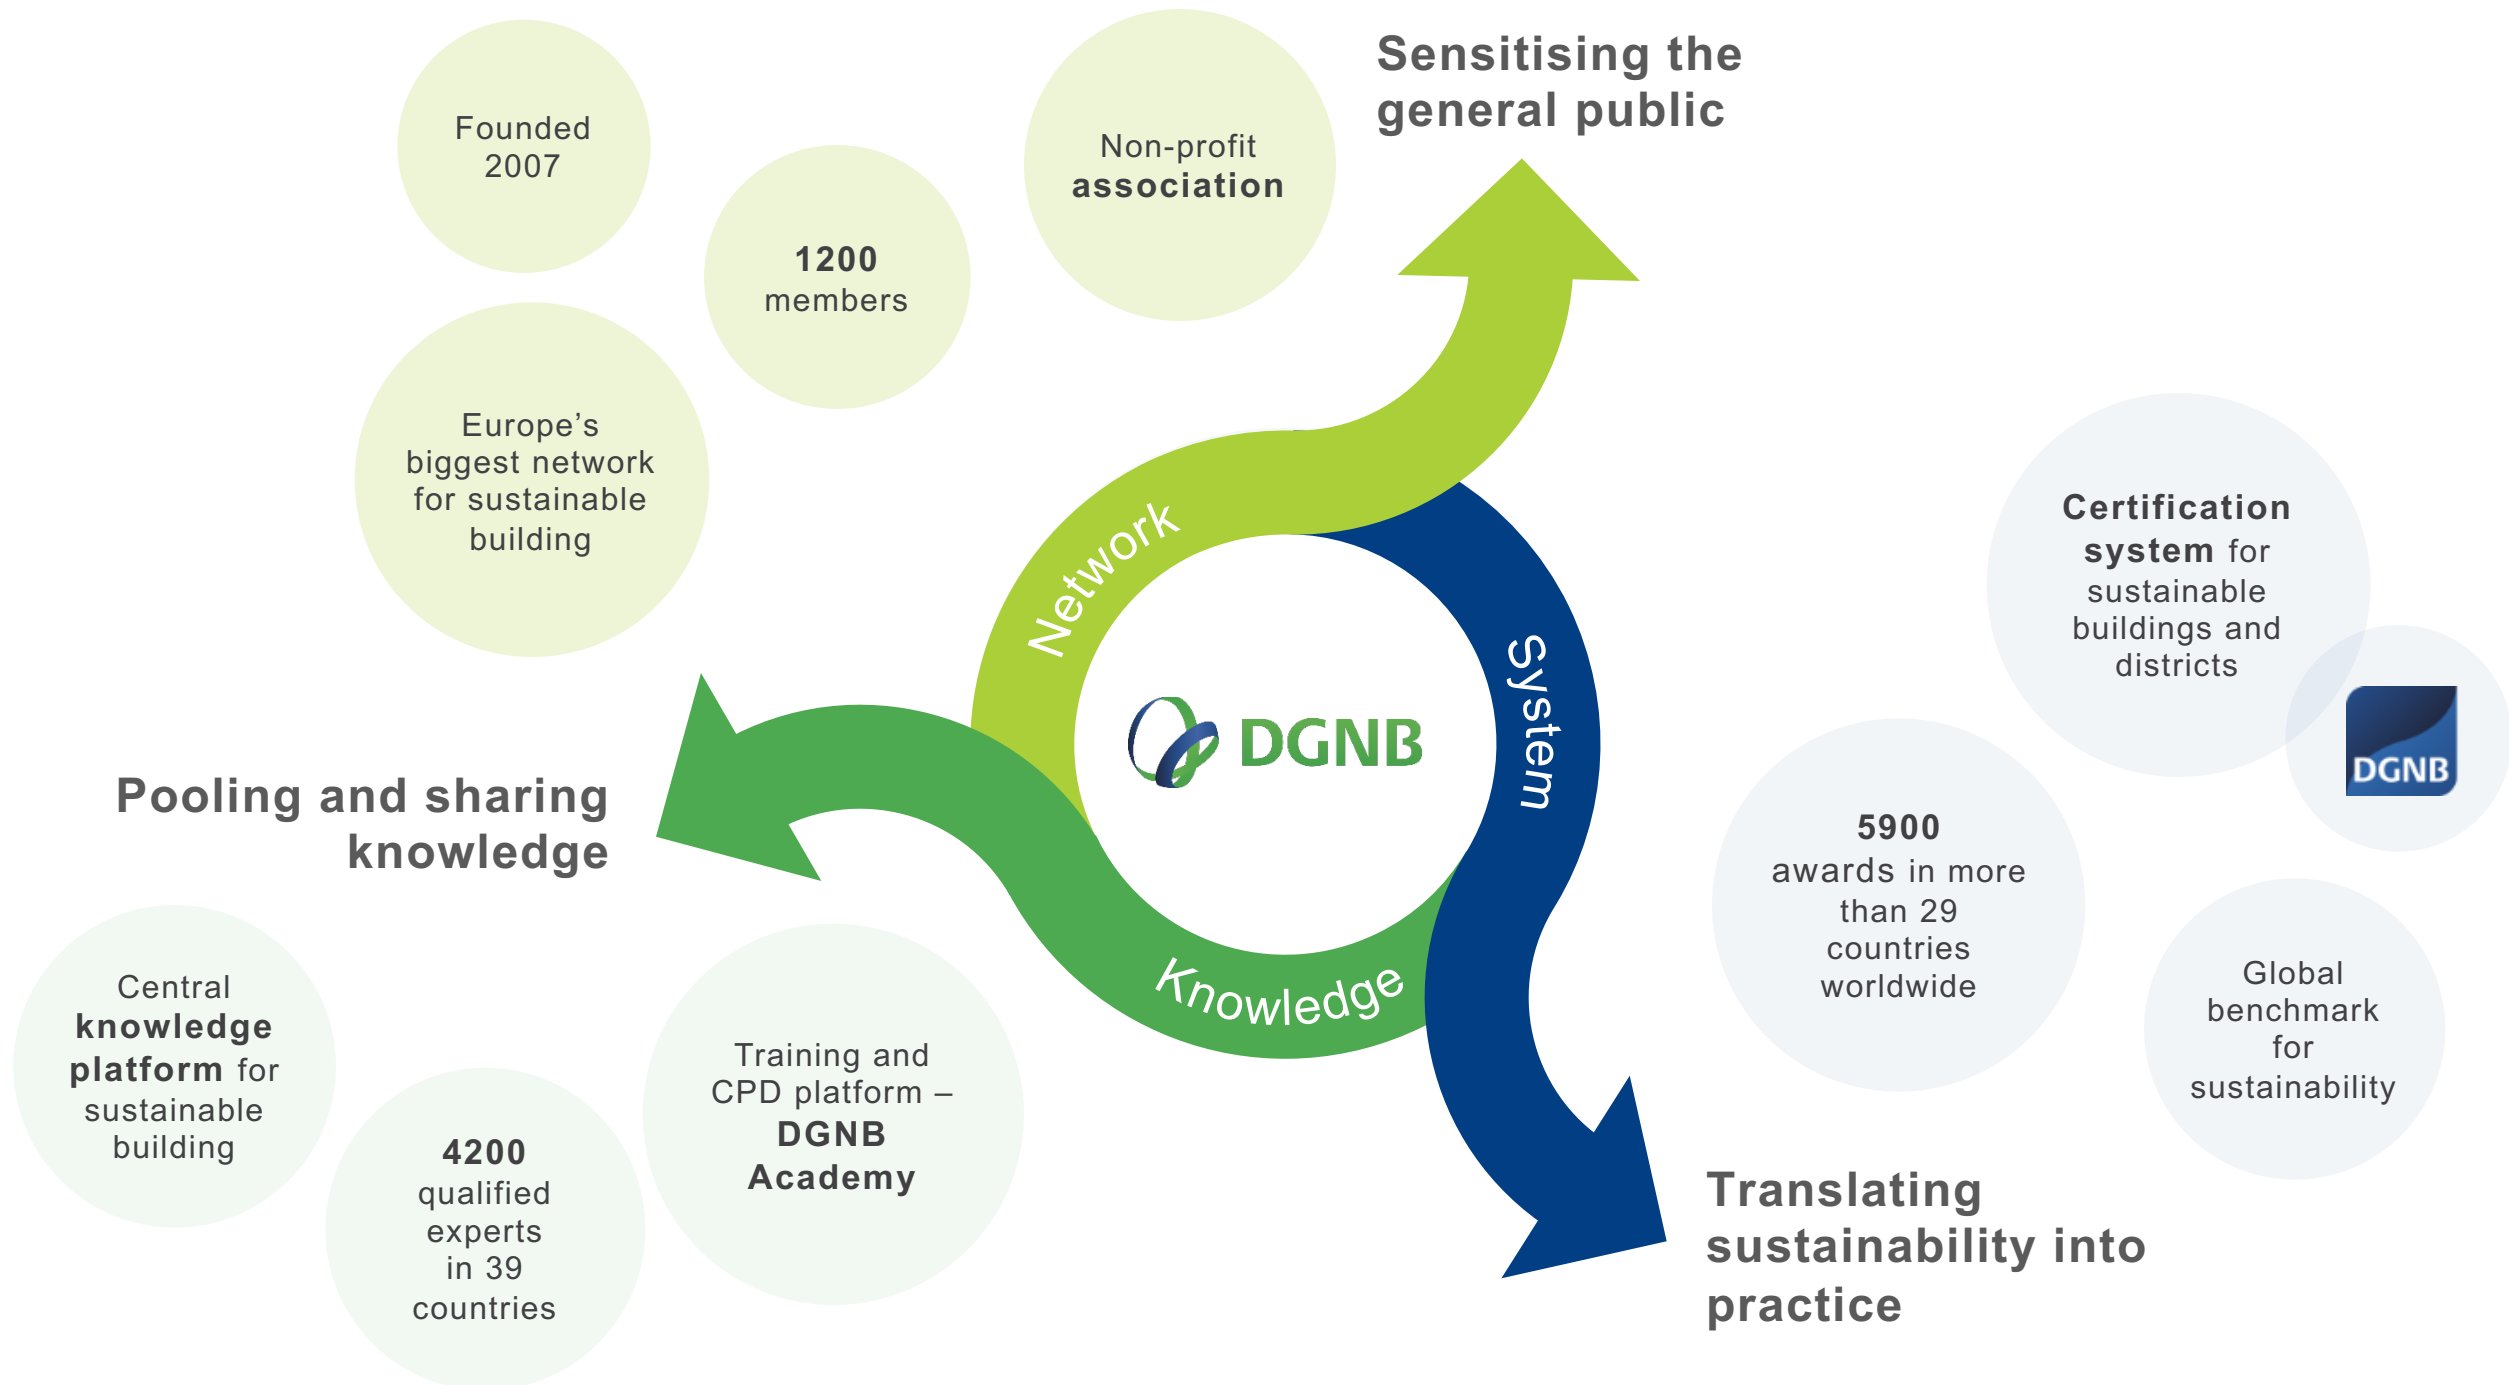 Founded
2007
1200
members
Non-profit
association
Europe’s
biggest network
for sustainable
building
Sensitising the
general public
Network
System
Knowledge
DGNB
Pooling and sharing
knowledge
Central
knowledge
platform for
sustainable
building
4200
qualified
experts
in 39
countries
Training and
CPD platform –
DGNB
Academy
Certification
system for
sustainable
buildings and
districts
DGNB
5900
awards in more
than 29
countries
worldwide
Global
benchmark
for
sustainability
Translating
sustainability into
practice